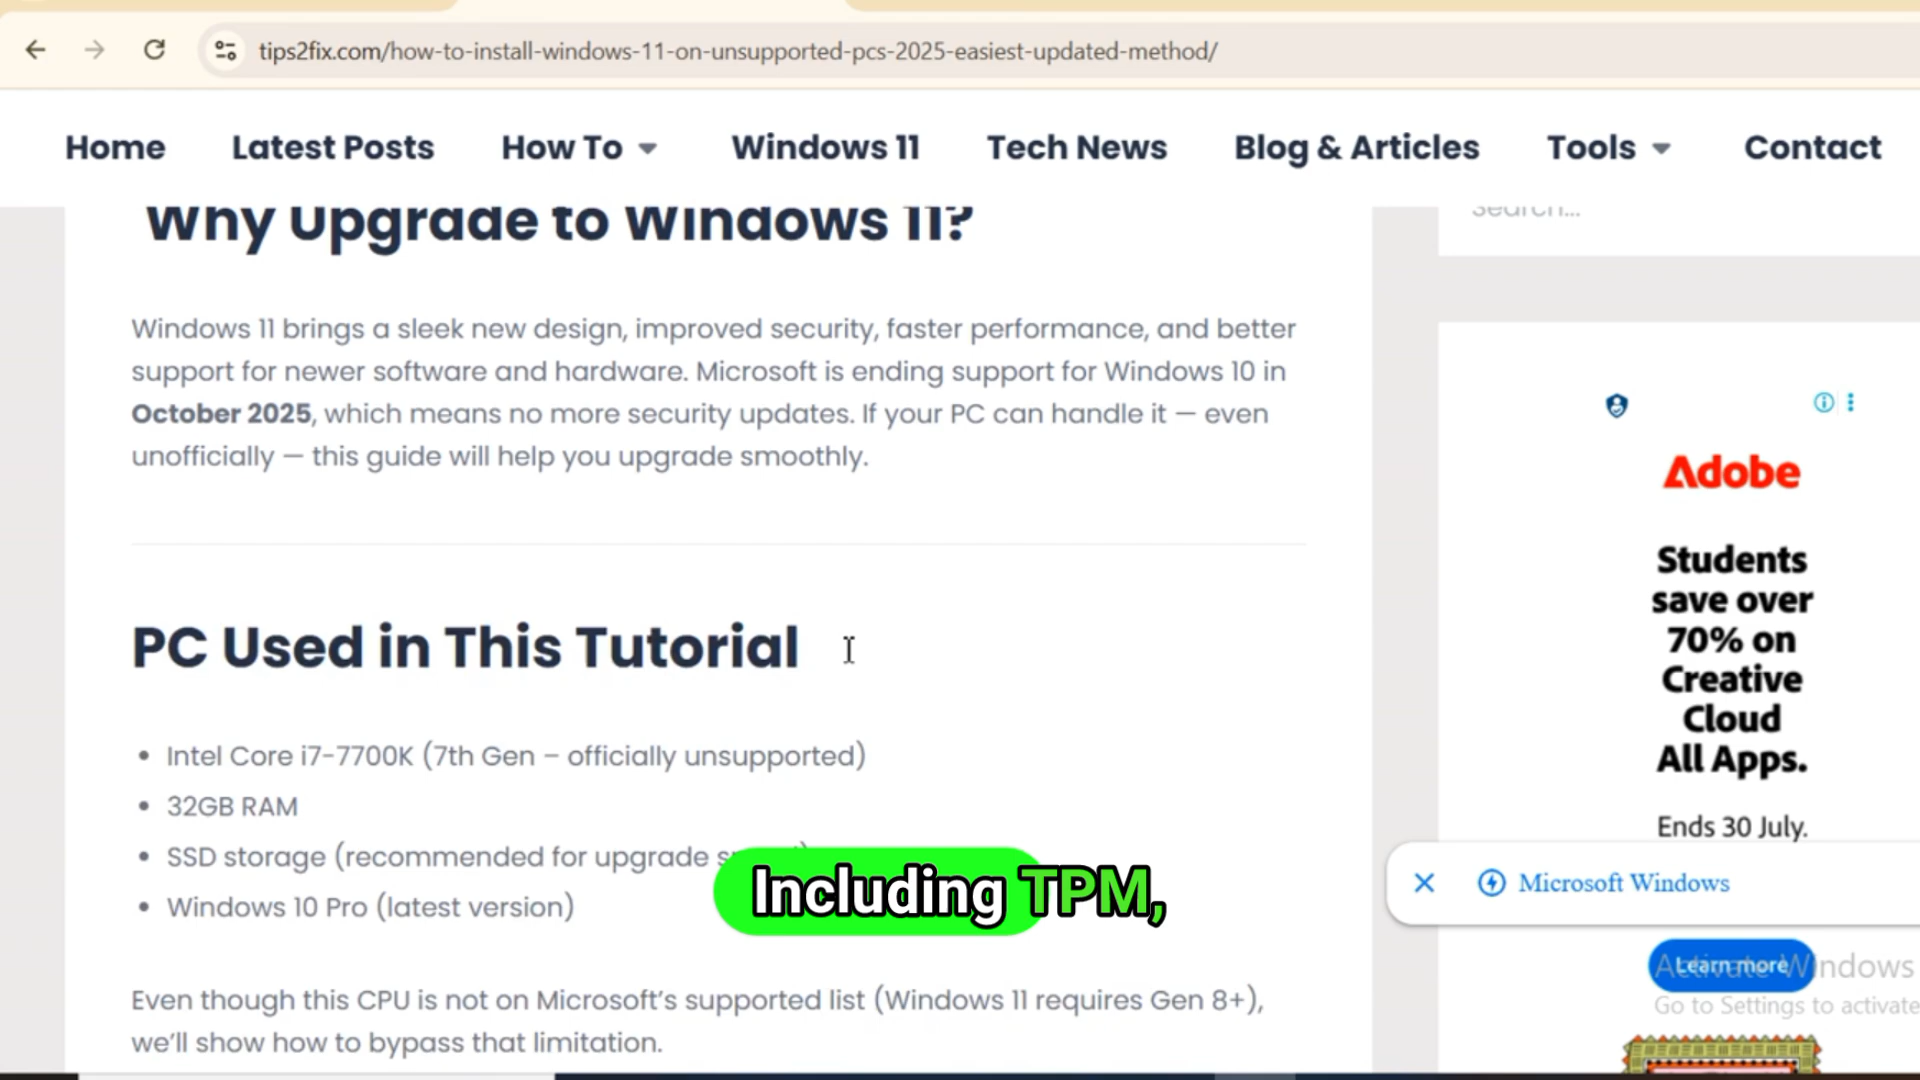 tips2fix.com/how-to-install-windows-11-on-unsupported-pcs-2025-easiest-updated-method/
Home Latest Posts How To Windows 11 Tech News Blog & Articles Tools Contact
Search...
Why Upgrade to Windows 11?
Windows 11 brings a sleek new design, improved security, faster performance, and better
support for newer software and hardware. Microsoft is ending support for Windows 10 in
October 2025, which means no more security updates. If your PC can handle it — even
unofficially — this guide will help you upgrade smoothly.
PC Used in This Tutorial
• Intel Core i7-7700K (7th Gen – officially unsupported)
• 32GB RAM
• SSD storage (recommended for upgrade
• Windows 10 Pro (latest version)
Including TPM,
Even though this CPU is not on Microsoft's supported list (Windows 11 requires Gen 8+),
we'll show how to bypass that limitation.
Adobe
Students
save over
70% on
Creative
Cloud
All Apps.
Ends 30 July.
Microsoft Windows
Learn more
Activate Windows
Go to Settings to activate